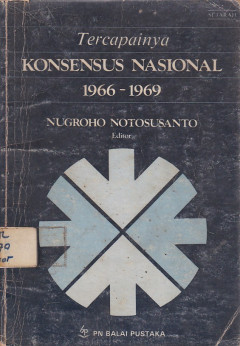 Tercapainya
KONSENSUS NASIONAL
1966 - 1969
NUGROHO NOTOSUSANTO
Editor
PN BALAI PUSTAKA